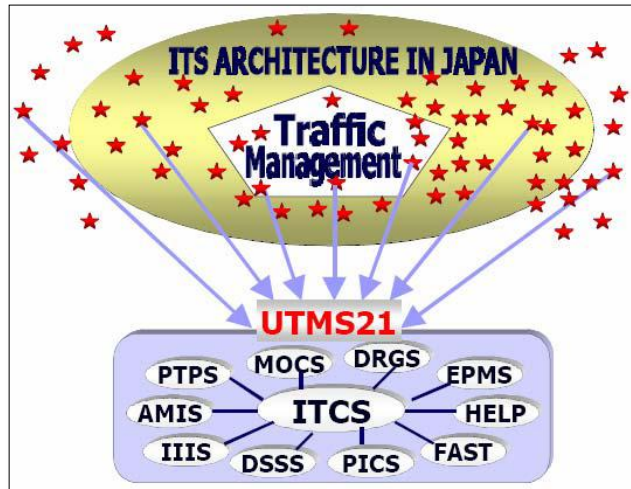 ITS ARCHITECTURE IN JAPAN
Traffic
Management
UTMS21
MOCS
DRGS
PTPS
EPMS
AMIS
ITCS
HELP
IIIS
FAST
DSSS
PICS